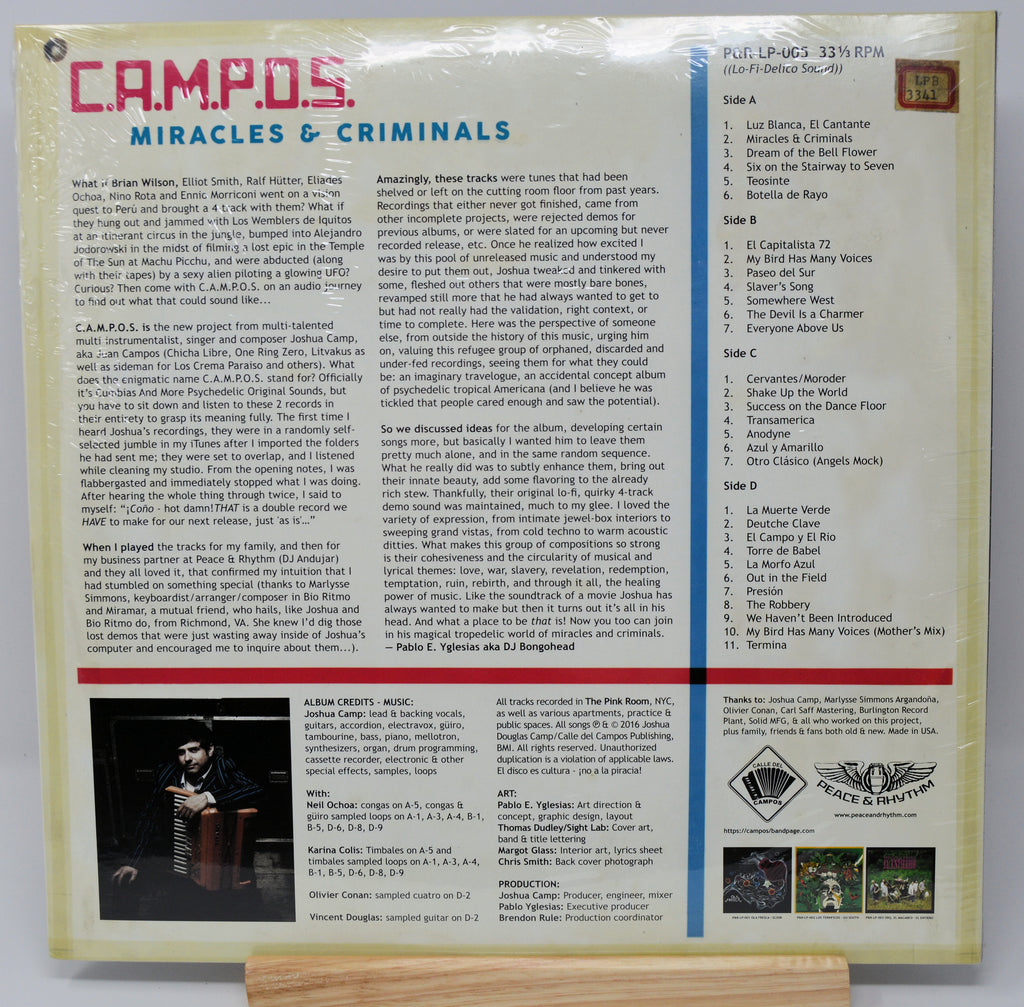 C.A.M.P.O.S.
MIRACLES & CRIMINALS
What if Brian Wilson, Elliot Smith, Ralf Hütter, Eliades
Ochoa, Nino Rota and Ennio Morriconi went on a vision
quest to Perú and brought a 4 track with them? What if
they hung out and jammed with Los Wemblers de Iquitos
at an itinerant circus in the jungle, bumped into Alejandro
Jodorowski in the midst of filming a lost epic in the Temple
of The Sun at Machu Picchu, and were abducted (along
with their tapes) by a sexy alien piloting a glowing UFO?
Curious? Then come with C.A.M.P.O.S. on an audio journey
to find out what that could sound like...
C.A.M.P.O.S. is the new project from multi-talented
multi instrumentalist, singer and composer Joshua Camp,
aka Juan Campos (Chicha Libre, One Ring Zero, Litvakus as
well as sideman for Los Crema Paraiso and others). What
does the enigmatic name C.A.M.P.O.S. stand for? Officially
it's Cumbias And More Psychedelic Original Sounds, but
you have to sit down and listen to these 2 records in
their entirety to grasp its meaning fully. The first time I
heard Joshua's recordings, they were in a randomly self-
selected jumble in my iTunes after I imported the folders
he had sent me; they were set to overlap, and I listened
while cleaning my studio. From the opening notes, I was
flabbergasted and immediately stopped what I was doing.
After hearing the whole thing through twice, I said to
myself: "¡Coño - hot damn!THAT is a double record we
HAVE to make for our next release, just 'as is'..."
When I played the tracks for my family, and then for
my business partner at Peace & Rhythm (DJ Andujar)
and they all loved it, that confirmed my intuition that I
had stumbled on something special (thanks to Marlysse
Simmons, keyboardist/arranger/composer in Bio Ritmo
and Miramar, a mutual friend, who hails, like Joshua and
Bio Ritmo do, from Richmond, VA. She knew I'd dig those
lost demos that were just wasting away inside of Joshua's
computer and encouraged me to inquire about them...).
Amazingly, these tracks were tunes that had been
shelved or left on the cutting room floor from past years.
Recordings that either never got finished, came from
other incomplete projects, were rejected demos for
previous albums, or were slated for an upcoming but never
recorded release, etc. Once he realized how excited I
was by this pool of unreleased music and understood my
desire to put them out, Joshua tweaked and tinkered with
some, fleshed out others that were mostly bare bones,
revamped still more that he had always wanted to get to
but had not really had the validation, right context, or
time to complete. Here was the perspective of someone
else, from outside the history of this music, urging him
on, valuing this refugee group of orphaned, discarded and
under-fed recordings, seeing them for what they could
be: an imaginary travelogue, an accidental concept album
of psychedelic tropical Americana (and I believe he was
tickled that people cared enough and saw the potential).
So we discussed ideas for the album, developing certain
songs more, but basically I wanted him to leave them
pretty much alone, and in the same random sequence.
What he really did was to subtly enhance them, bring out
their innate beauty, add some flavoring to the already
rich stew. Thankfully, their original lo-fi, quirky 4-track
demo sound was maintained, much to my glee. I loved the
variety of expression, from intimate jewel-box interiors to
sweeping grand vistas, from cold techno to warm acoustic
ditties. What makes this group of compositions so strong
is their cohesiveness and the circularity of musical and
lyrical themes: love, war, slavery, revelation, redemption,
temptation, ruin, rebirth, and through it all, the healing
power of music. Like the soundtrack of a movie Joshua has
always wanted to make but then it turns out it's all in his
head. And what a place to be that is! Now you too can join
in his magical tropedelic world of miracles and criminals.
— Pablo E. Yglesias aka DJ Bongohead
P&R-LP-005 33 1/3 RPM
((Lo-Fi-Delico Sound))
LPB
3341
Side A
1. Luz Blanca, El Cantante
2. Miracles & Criminals
3. Dream of the Bell Flower
4. Six on the Stairway to Seven
5. Teosinte
6. Botella de Rayo
Side B
1. El Capitalista 72
2. My Bird Has Many Voices
3. Paseo del Sur
4. Slaver's Song
5. Somewhere West
6. The Devil Is a Charmer
7. Everyone Above Us
Side C
1. Cervantes/Moroder
2. Shake Up the World
3. Success on the Dance Floor
4. Transamerica
5. Anodyne
6. Azul y Amarillo
7. Otro Clásico (Angels Mock)
Side D
1. La Muerte Verde
2. Deutche Clave
3. El Campo y El Rio
4. Torre de Babel
5. La Morfo Azul
6. Out in the Field
7. Presión
8. The Robbery
9. We Haven't Been Introduced
10. My Bird Has Many Voices (Mother's Mix)
11. Termina
ALBUM CREDITS - MUSIC:
Joshua Camp: lead & backing vocals,
guitars, accordion, electravox, güiro,
tambourine, bass, piano, mellotron,
synthesizers, organ, drum programming,
cassette recorder, electronic & other
special effects, samples, loops
With:
Neil Ochoa: congas on A-5, congas &
güiro sampled loops on A-1, A-3, A-4, B-1,
B-5, D-6, D-8, D-9
Karina Colis: Timbales on A-5 and
timbales sampled loops on A-1, A-3, A-4,
B-1, B-5, D-6, D-8, D-9
Olivier Conan: sampled cuatro on D-2
Vincent Douglas: sampled guitar on D-2
All tracks recorded in The Pink Room, NYC,
as well as various apartments, practice &
public spaces. All songs ℗ & © 2016 Joshua
Douglas Camp/Calle del Campos Publishing,
BMI. All rights reserved. Unauthorized
duplication is a violation of applicable laws.
El disco es cultura - ¡no a la piracia!
ART:
Pablo E. Yglesias: Art direction &
concept, graphic design, layout
Thomas Dudley/Sight Lab: Cover art,
band & title lettering
Margot Glass: Interior art, lyrics sheet
Chris Smith: Back cover photograph
PRODUCTION:
Joshua Camp: Producer, engineer, mixer
Pablo Yglesias: Executive producer
Brendon Rule: Production coordinator
Thanks to: Joshua Camp, Marlysse Simmons Argandoña,
Olivier Conan, Carl Saff Mastering, Burlington Record
Plant, Solid MFG, & all who worked on this project,
plus family, friends & fans both old & new. Made in USA.
CALLE DEL
CAMPOS
PEACE & RHYTHM
www.peaceandrhythm.com
https://campos/bandpage.com